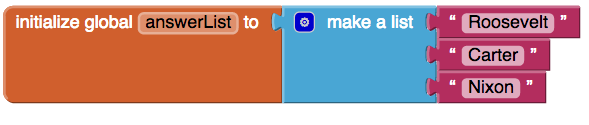 initialize global answerList to make a list " Roosevelt "
" Carter "
" Nixon "